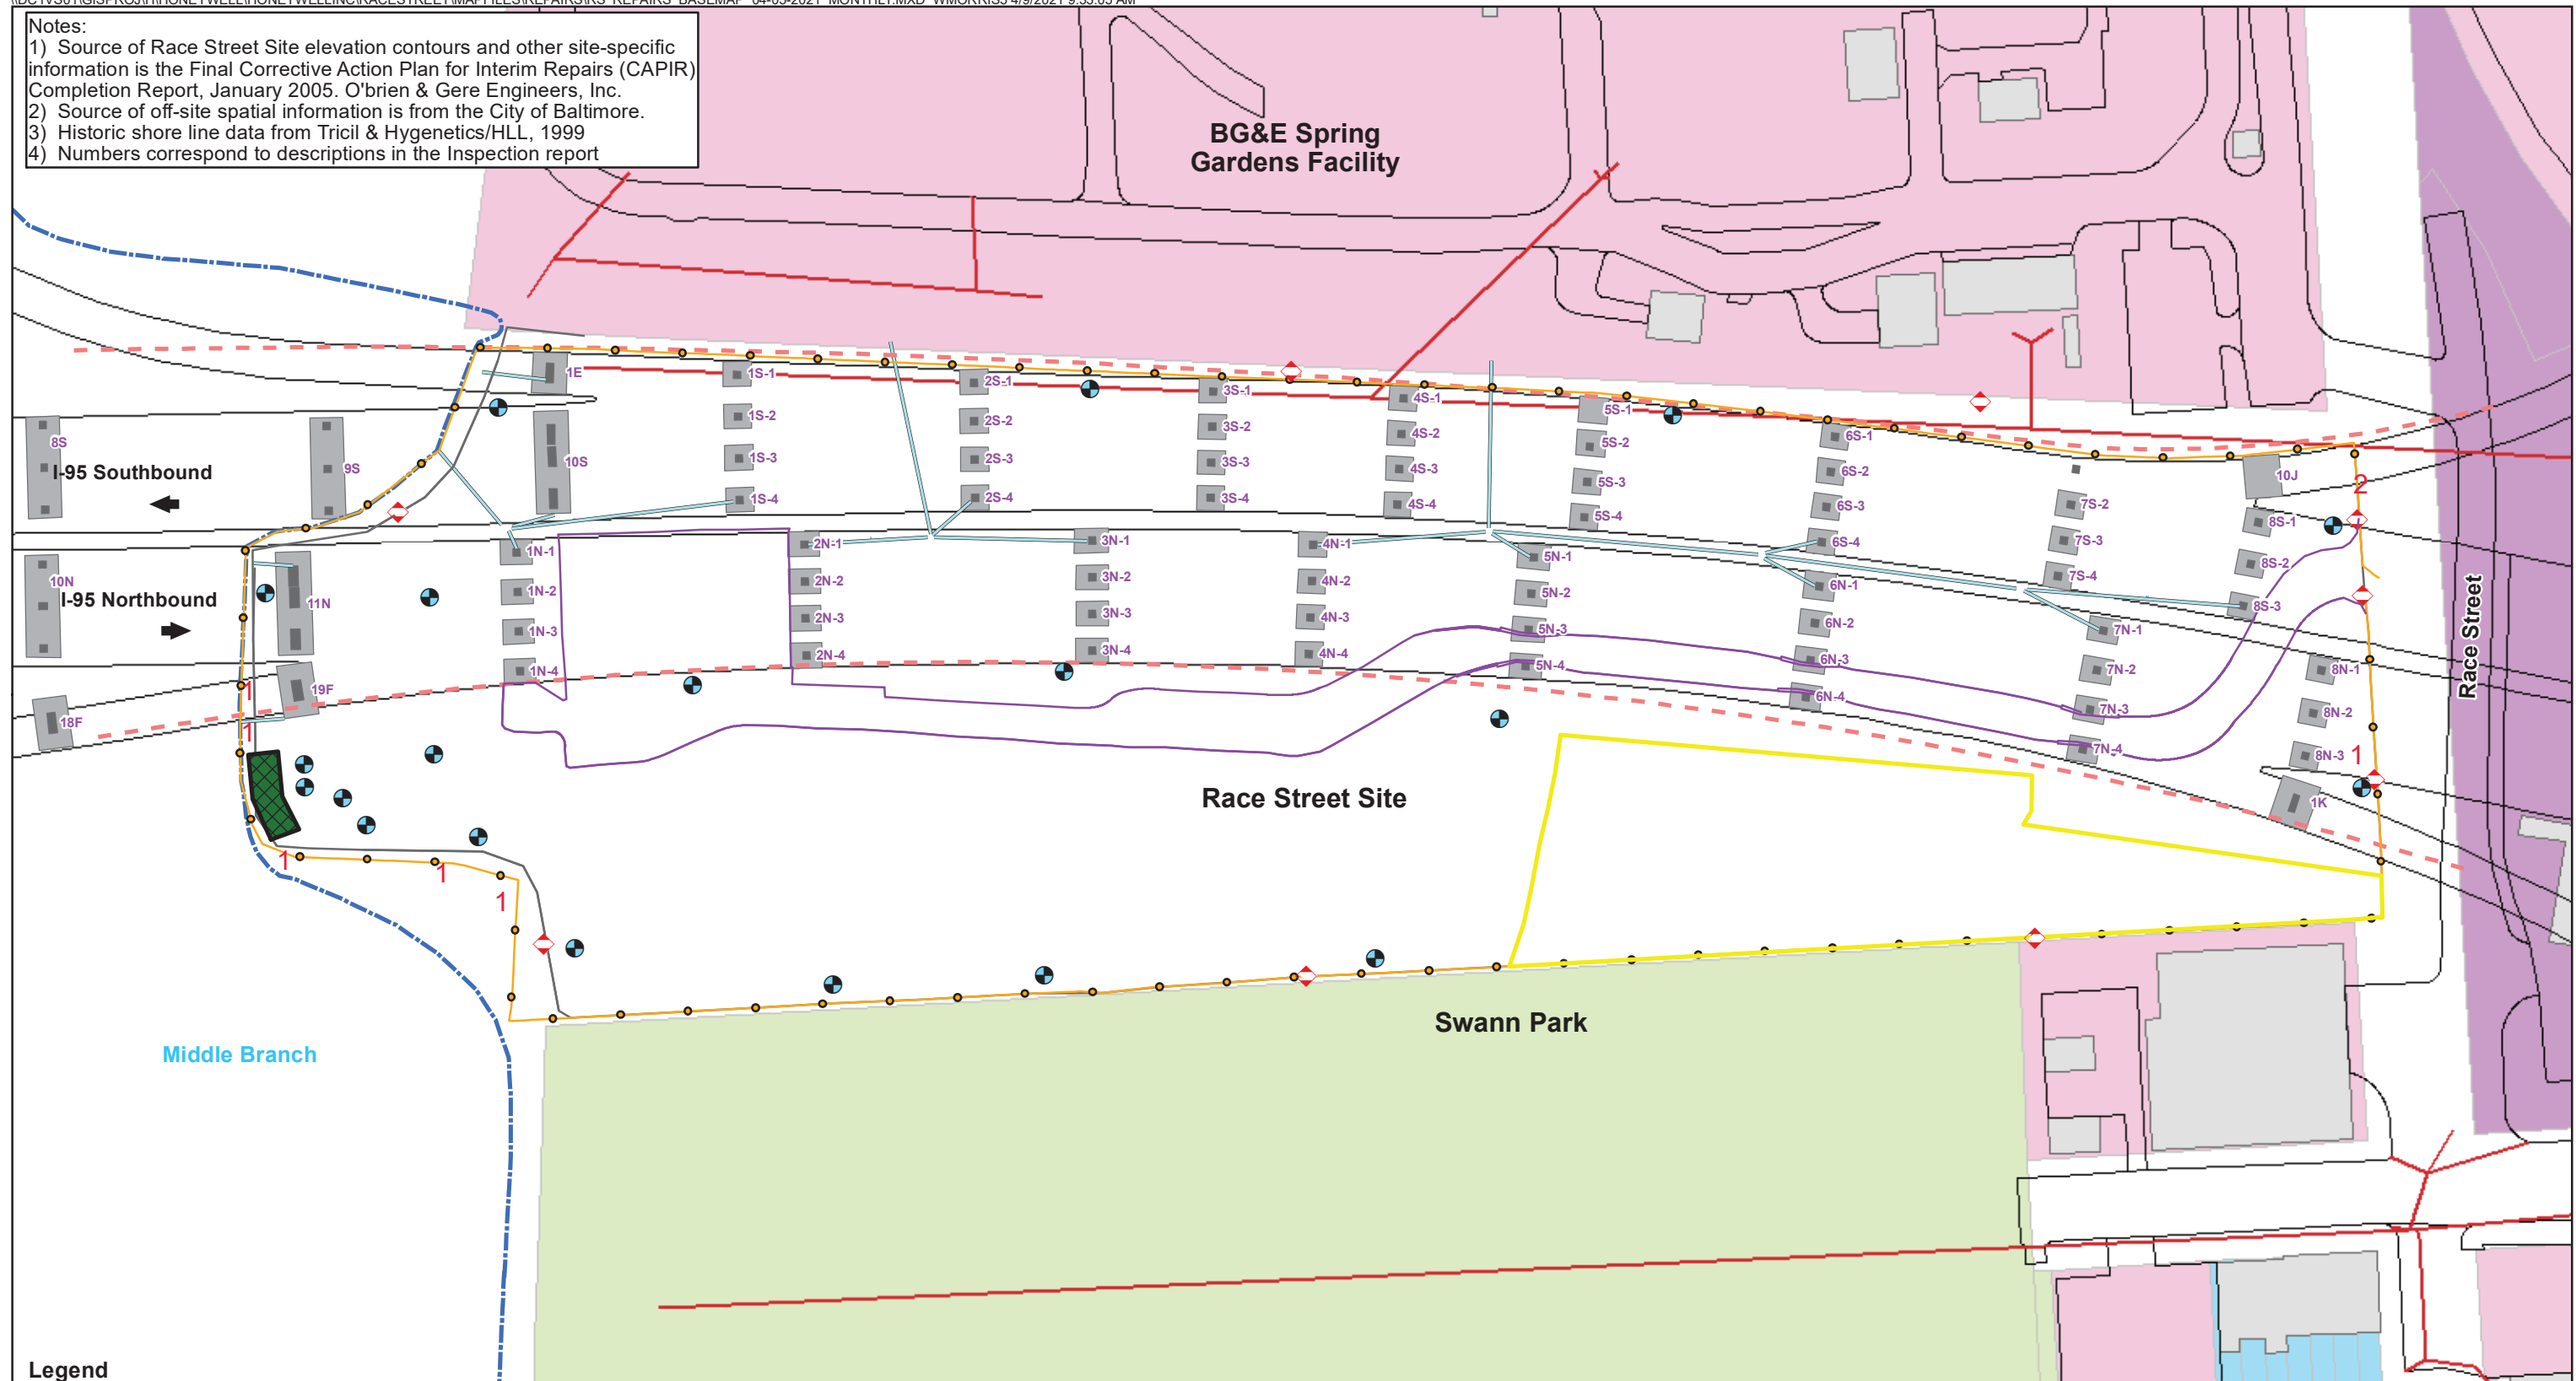 Notes:
1) Source of Race Street Site elevation contours and other site-specific
information is the Final Corrective Action Plan for Interim Repairs (CAPIR)
Completion Report, January 2005. O'brien & Gere Engineers, Inc.
2) Source of off-site spatial information is from the City of Baltimore.
3) Historic shore line data from Tricil & Hygenetics/HLL, 1999
4) Numbers correspond to descriptions in the Inspection report
BG&E Spring
Gardens Facility
1E
1S-1
2S-1
3S-1
4S-1
5S-1
6S-1
1S-2
2S-2
3S-2
4S-2
5S-2
6S-2
7S-2
8S
9S
10S
1S-3
2S-3
3S-3
4S-3
5S-3
6S-3
7S-3
10J
2
I-95 Southbound
1S-4
2S-4
3S-4
4S-4
5S-4
6S-4
7S-4
8S-1
8S-2
8S-3
1N-1
2N-1
3N-1
4N-1
5N-1
6N-1
7N-1
8N-1
10N
11N
1N-2
2N-2
3N-2
4N-2
5N-2
6N-2
7N-2
8N-2
I-95 Northbound
1N-3
2N-3
3N-3
4N-3
5N-3
6N-3
7N-3
8N-3
1N-4
2N-4
3N-4
4N-4
5N-4
6N-4
7N-4
Race Street
18F
19F
1
1
1
1K
Race Street Site
1
1
1
Swann Park
Middle Branch
Legend